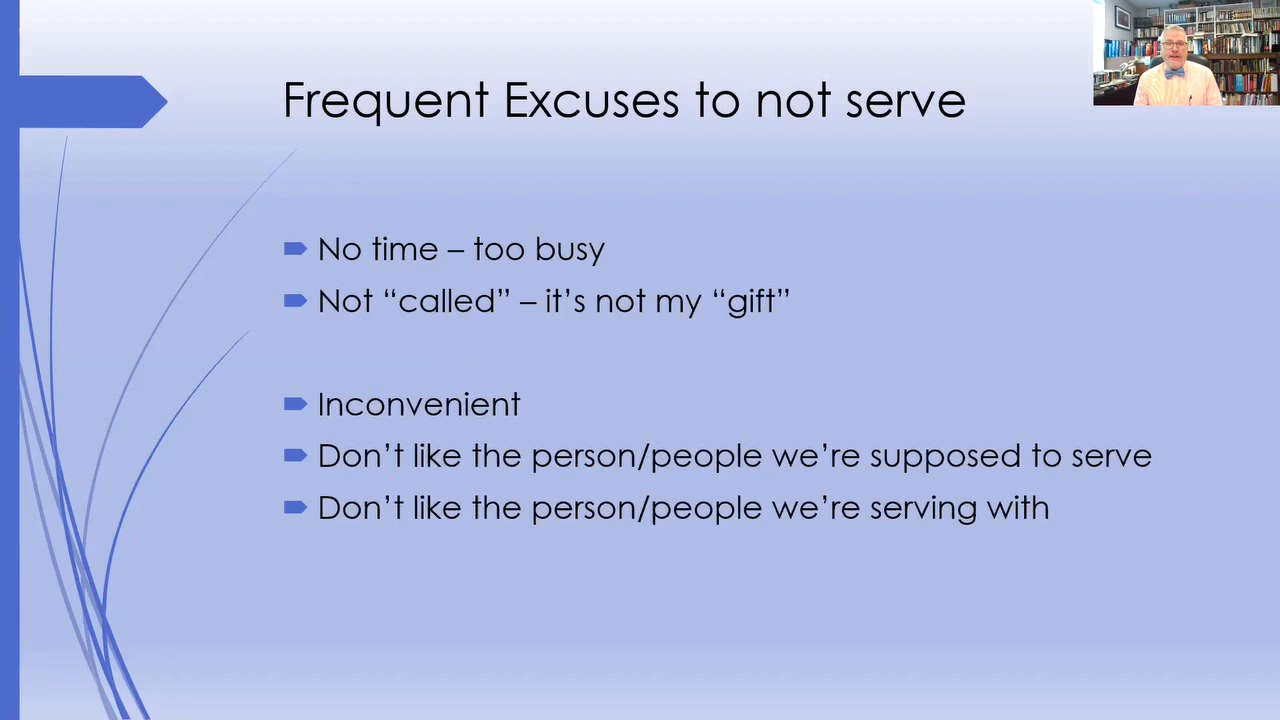 Frequent Excuses to not serve
No time – too busy
Not “called” – it’s not my “gift”
Inconvenient
Don’t like the person/people we’re supposed to serve
Don’t like the person/people we’re serving with